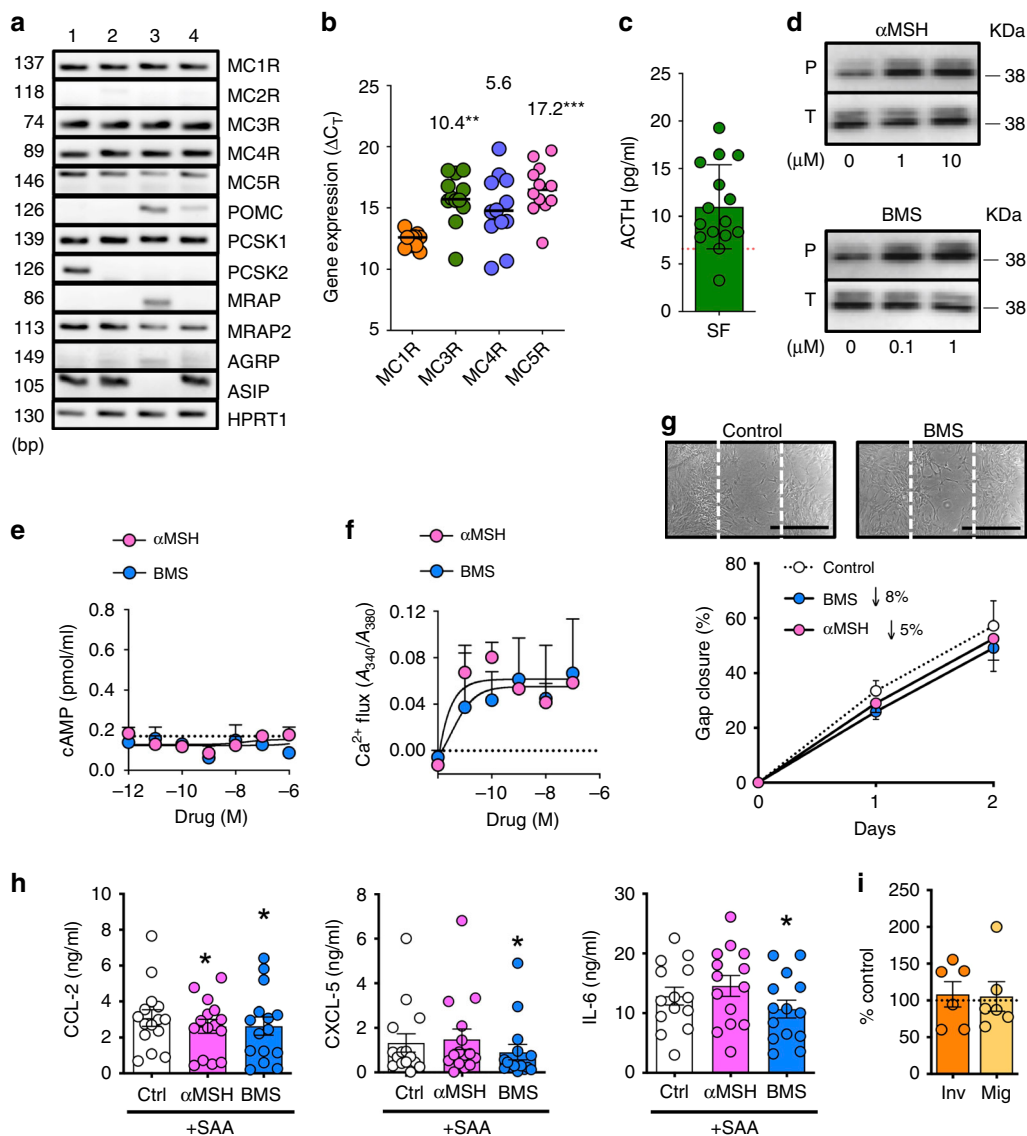 a
1 2 3 4
137 MC1R
118 MC2R
74 MC3R
89 MC4R
146 MC5R
126 POMC
139 PCSK1
126 PCSK2
86 MRAP
113 MRAP2
149 AGRP
105 ASIP
130 HPRT1
(bp)
b
Gene expression (ΔCT)
25
20
15
10
5
10.4**
5.6
17.2***
MC1R MC3R MC4R MC5R
c
ACTH (pg/ml)
25
20
15
10
5
0
SF
d
αMSH KDa
P 38
T 38
(μM) 0 1 10
BMS KDa
P 38
T 38
(μM) 0 0.1 1
e
αMSH
BMS
cAMP (pmol/ml)
0.8
0.6
0.4
0.2
0.0
–12 –10 –8 –6
Drug (M)
f
αMSH
BMS
Ca2+ flux (A340/A380)
0.12
0.08
0.04
0.00
–10 –8 –6
Drug (M)
g
Control BMS
Gap closure (%)
80
60
40
20
0
Control
BMS ↓ 8%
αMSH ↓ 5%
0 1 2
Days
h
CCL-2 (ng/ml)
10
8
6
4
2
0
* *
Ctrl αMSH BMS
+SAA
CXCL-5 (ng/ml)
8
6
4
2
0
*
Ctrl αMSH BMS
+SAA
IL-6 (ng/ml)
30
20
10
0
*
Ctrl αMSH BMS
+SAA
i
% control
250
200
150
100
50
0
Inv Mig